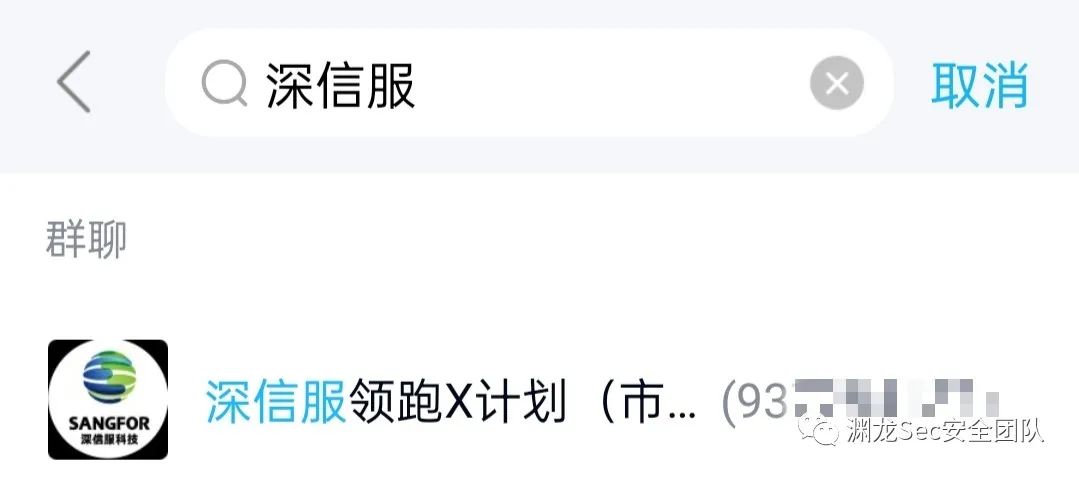 深信服
取消
群聊
SANGFOR
深信服科技
深信服领跑X计划（市... (93
渊龙Sec安全团队